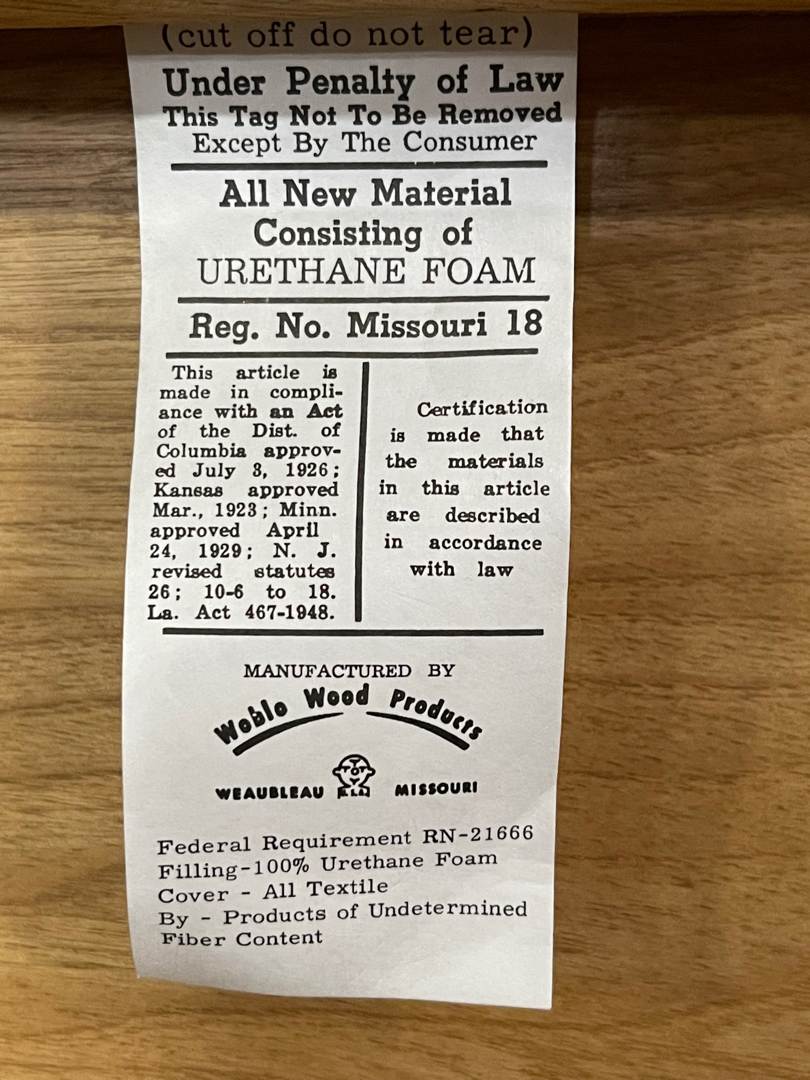 (cut off do not tear)
Under Penalty of Law
This Tag Not To Be Removed
Except By The Consumer
All New Material
Consisting of
URETHANE FOAM
Reg. No. Missouri 18
This article is
made in compli-
ance with an Act
of the Dist. of
Columbia approv-
ed July 3, 1926;
Kansas approved
Mar., 1923; Minn.
approved April
24, 1929; N. J.
revised statutes
26; 10-6 to 18.
La. Act 467-1948.
Certification
is made that
the materials
in this article
are described
in accordance
with law
MANUFACTURED BY
Woblo Wood Products
WEAUBLEAU MISSOURI
Federal Requirement RN-21666
Filling-100% Urethane Foam
Cover - All Textile
By - Products of Undetermined
Fiber Content